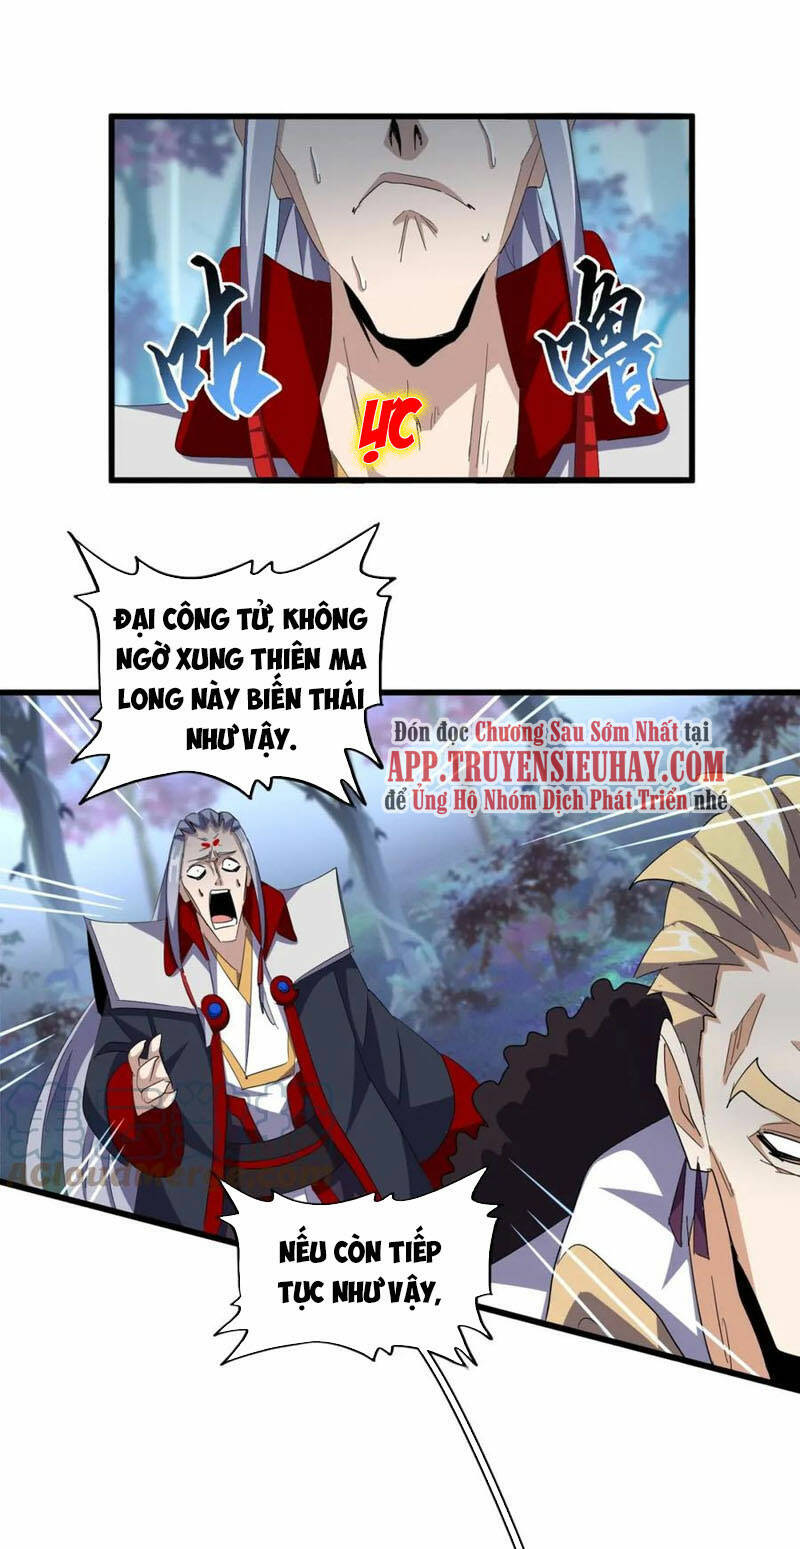 咕
噜
ỰC
ĐẠI CÔNG TỬ, KHÔNG
NGỜ XUNG THIÊN MA
LONG NÀY BIẾN THÁI
NHƯ VẬY.
Đón đọc Chương Sau Sớm Nhất tại
APP.TRUYENSIEUHAY.COM
để Ủng Hộ Nhóm Dịch Phát Triển nhé
ACloudMerge.com
NẾU CÒN TIẾP
TỤC NHƯ VẬY,